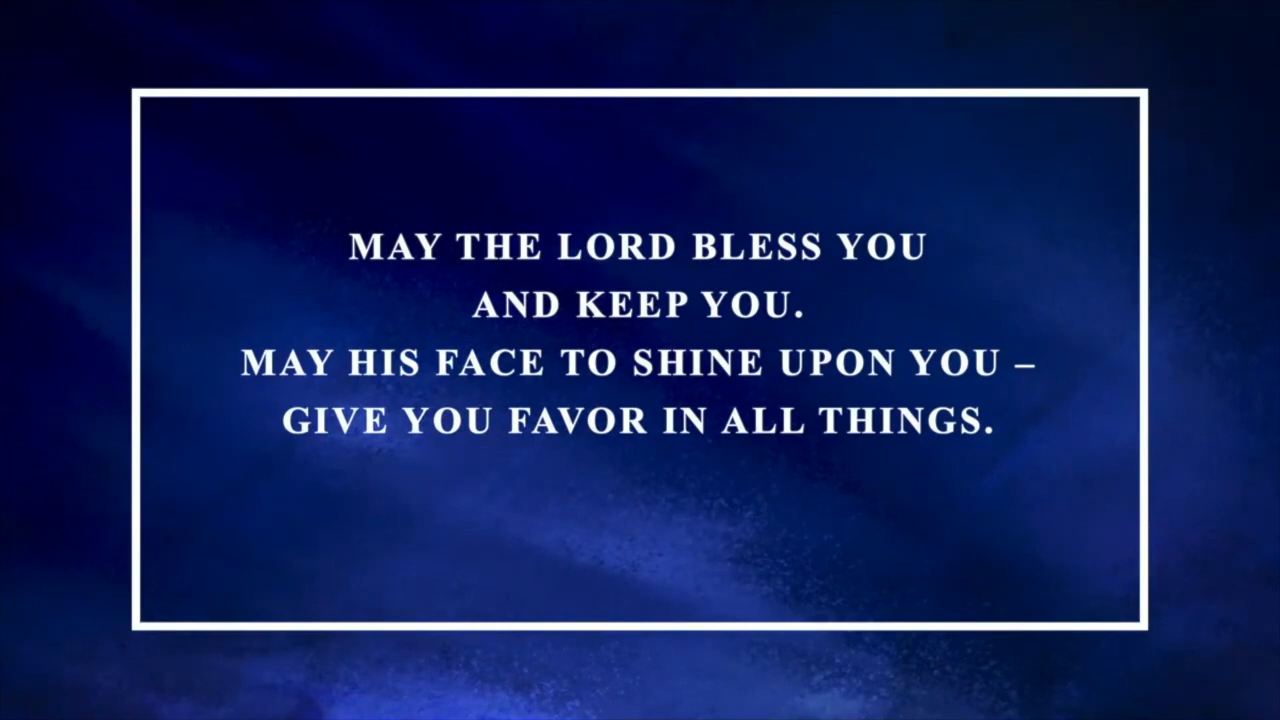 MAY THE LORD BLESS YOU
AND KEEP YOU.
MAY HIS FACE TO SHINE UPON YOU –
GIVE YOU FAVOR IN ALL THINGS.